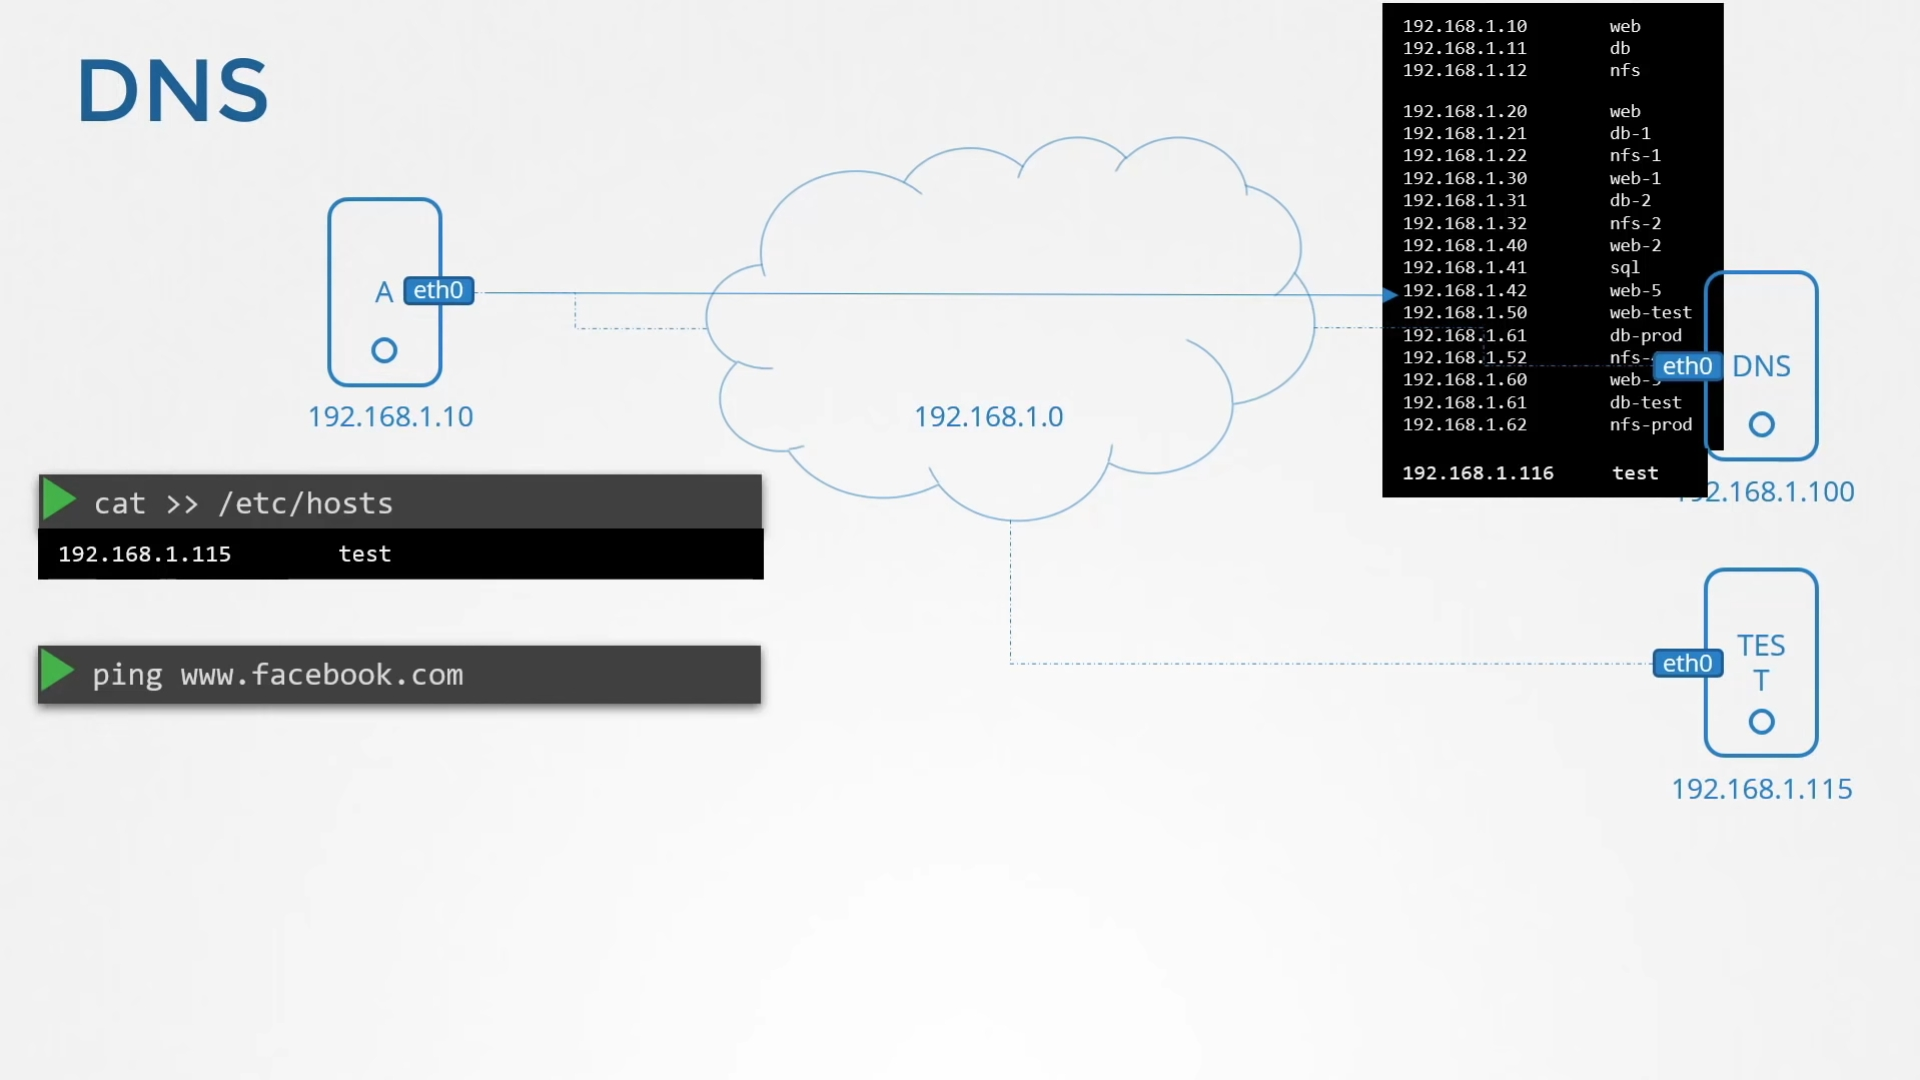 DNS
192.168.1.10 web
192.168.1.11 db
192.168.1.12 nfs
192.168.1.20 web
192.168.1.21 db-1
192.168.1.22 nfs-1
192.168.1.30 web-1
192.168.1.31 db-2
192.168.1.32 nfs-2
192.168.1.40 web-2
192.168.1.41 sql
192.168.1.42 web-5
192.168.1.50 web-test
192.168.1.61 db-prod
192.168.1.52 nfs-
192.168.1.60 web-
192.168.1.61 db-test
192.168.1.62 nfs-prod
192.168.1.116 test
A eth0
192.168.1.10
192.168.1.0
eth0 DNS
92.168.1.100
cat >> /etc/hosts
192.168.1.115 test
ping www.facebook.com
eth0
TES
T
192.168.1.115